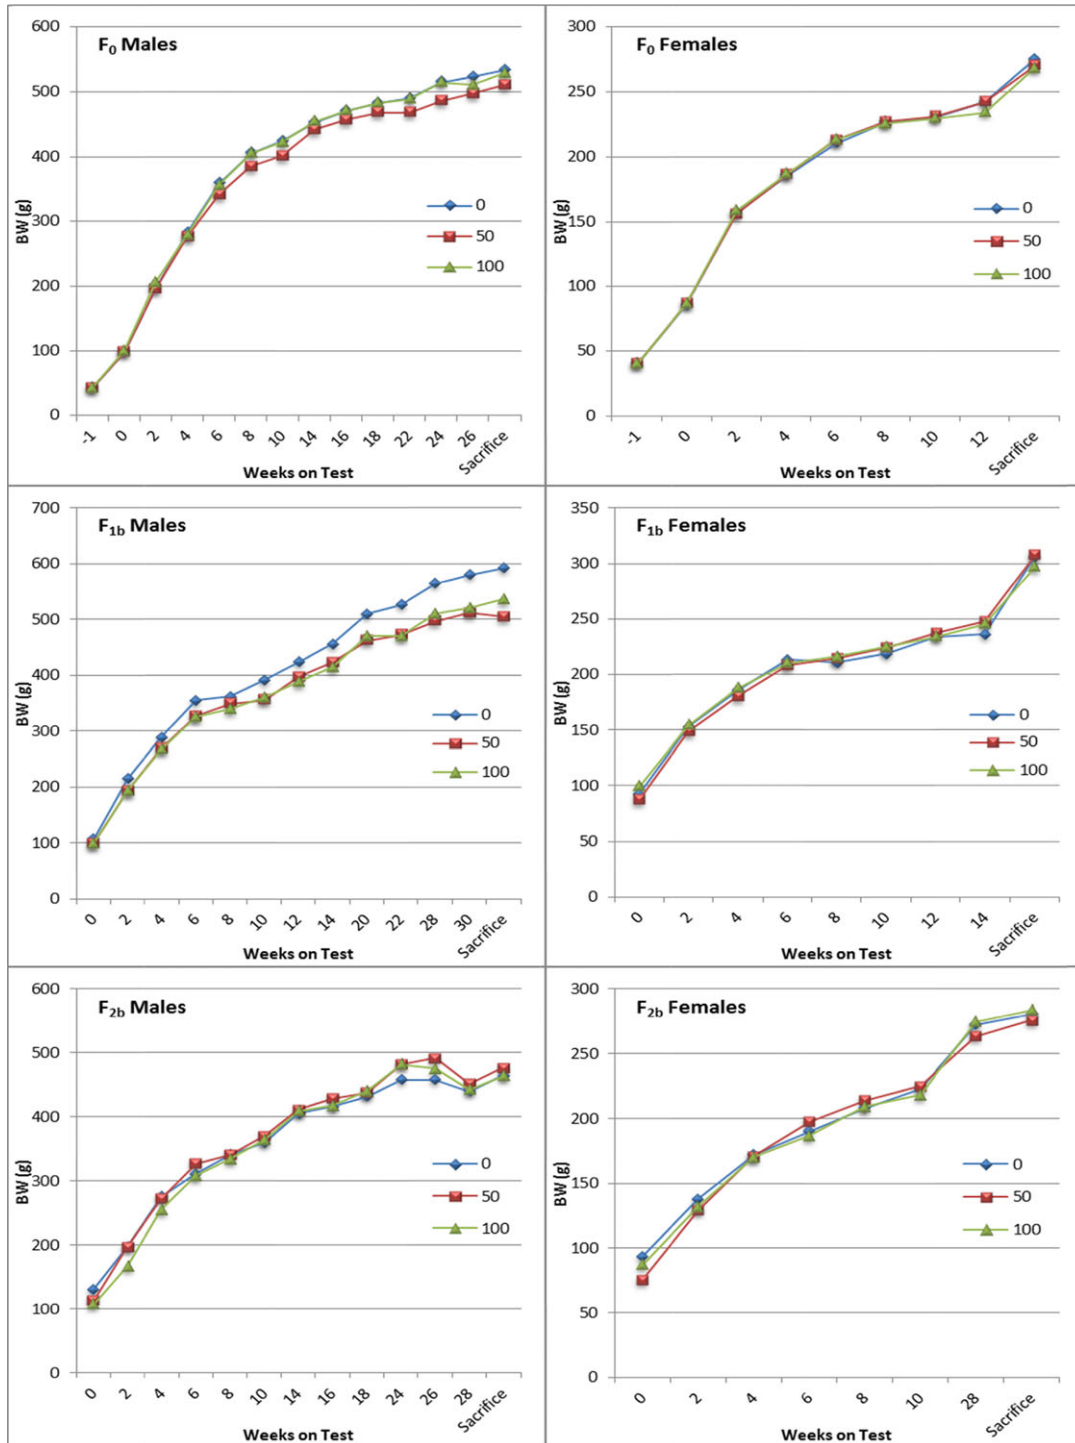 F0 Males
BW (g)
600
500
400
300
200
100
0
0
50
100
-1 0 2 4 6 8 10 14 16 18 22 24 26 Sacrifice
Weeks on Test
F0 Females
BW (g)
300
250
200
150
100
50
0
0
50
100
-1 0 2 4 6 8 10 12 Sacrifice
Weeks on Test
F1b Males
BW (g)
700
600
500
400
300
200
100
0
0
50
100
0 2 4 6 8 10 12 14 20 22 28 30 Sacrifice
Weeks on Test
F1b Females
BW (g)
350
300
250
200
150
100
50
0
0
50
100
0 2 4 6 8 10 12 14 Sacrifice
Weeks on Test
F2b Males
BW (g)
600
500
400
300
200
100
0
0
50
100
0 2 4 6 8 10 14 16 18 24 26 28 Sacrifice
Weeks on Test
F2b Females
BW (g)
300
250
200
150
100
50
0
0
50
100
0 2 4 6 8 10 28 Sacrifice
Weeks on Test